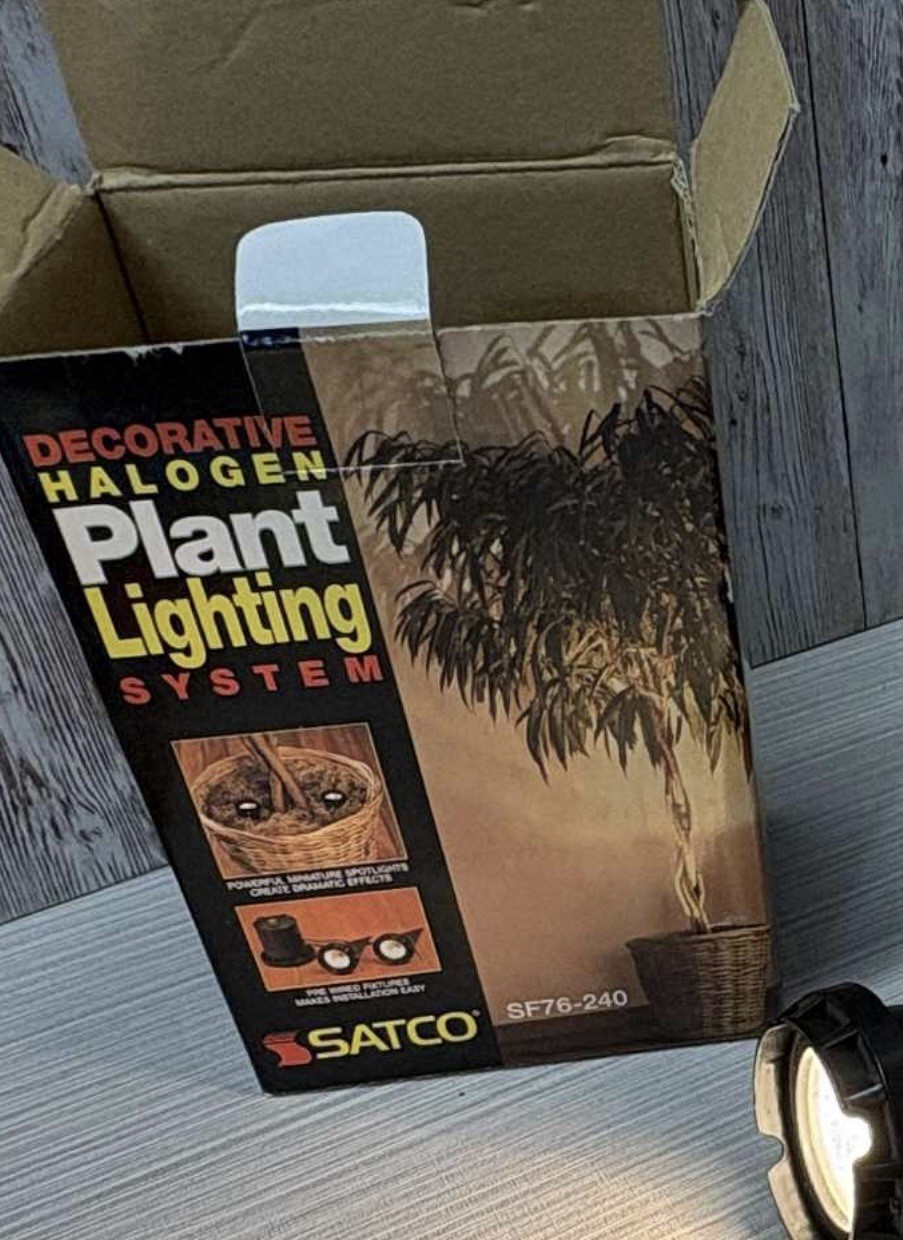 DECORATIVE
HALOGEN
Plant
Lighting
SYSTEM
POWERFUL MINIATURE SPOTLIGHTS
CREATE DRAMATIC EFFECTS
PRE WIRED FIXTURES
MAKES INSTALLATION EASY
SATCO®
SF76-240